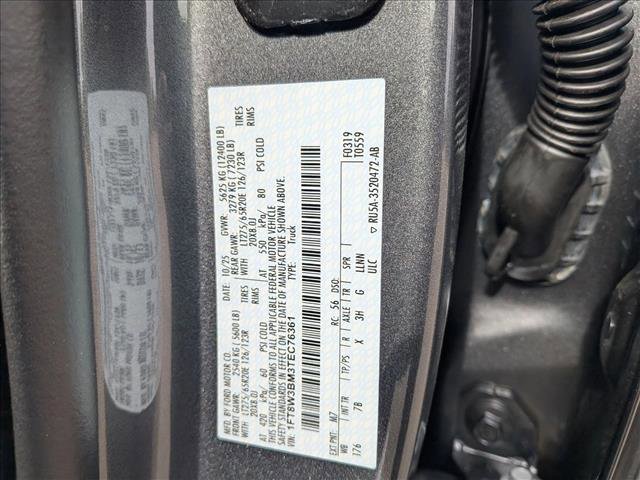 MFD. BY FORD MOTOR CO.
DATE: 10/25 GVWR: 5625 KG (12400 LB)
FRONT GAWR: 2540 KG (5600 LB) REAR GAWR: 3279 KG (7230 LB)
WITH LT275/65R20E 126/123R TIRES WITH LT275/65R20E 126/123R TIRES
20X8.0J RIMS 20X8.0J RIMS
AT 420 kPa/ 60 PSI COLD AT 550 kPa/ 80 PSI COLD
THIS VEHICLE CONFORMS TO ALL APPLICABLE FEDERAL MOTOR VEHICLE
SAFETY STANDARDS IN EFFECT ON THE DATE OF MANUFACTURE SHOWN ABOVE.
VIN: 1FT8W3BM3TEC76361 TYPE: Truck
F0319
T0559
EXT PNT: M7 RC: 56 DSO:
WB INT TR TP/PS R AXLE TR SPR
176 7B X 3H G LLNN
ULC
RU5A-3520472-AB